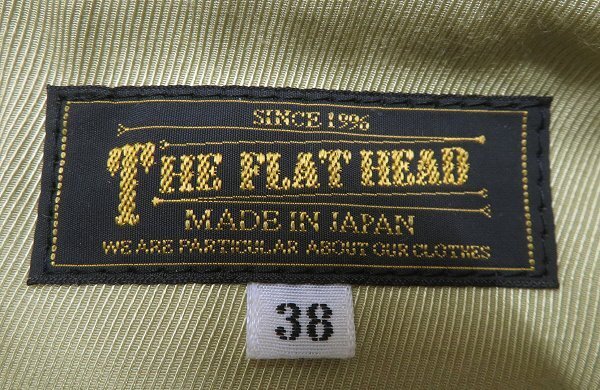 SINCE 1996
THE FLAT HEAD
MADE IN JAPAN
WE ARE PARTICULAR ABOUT OUR CLOTHES
38